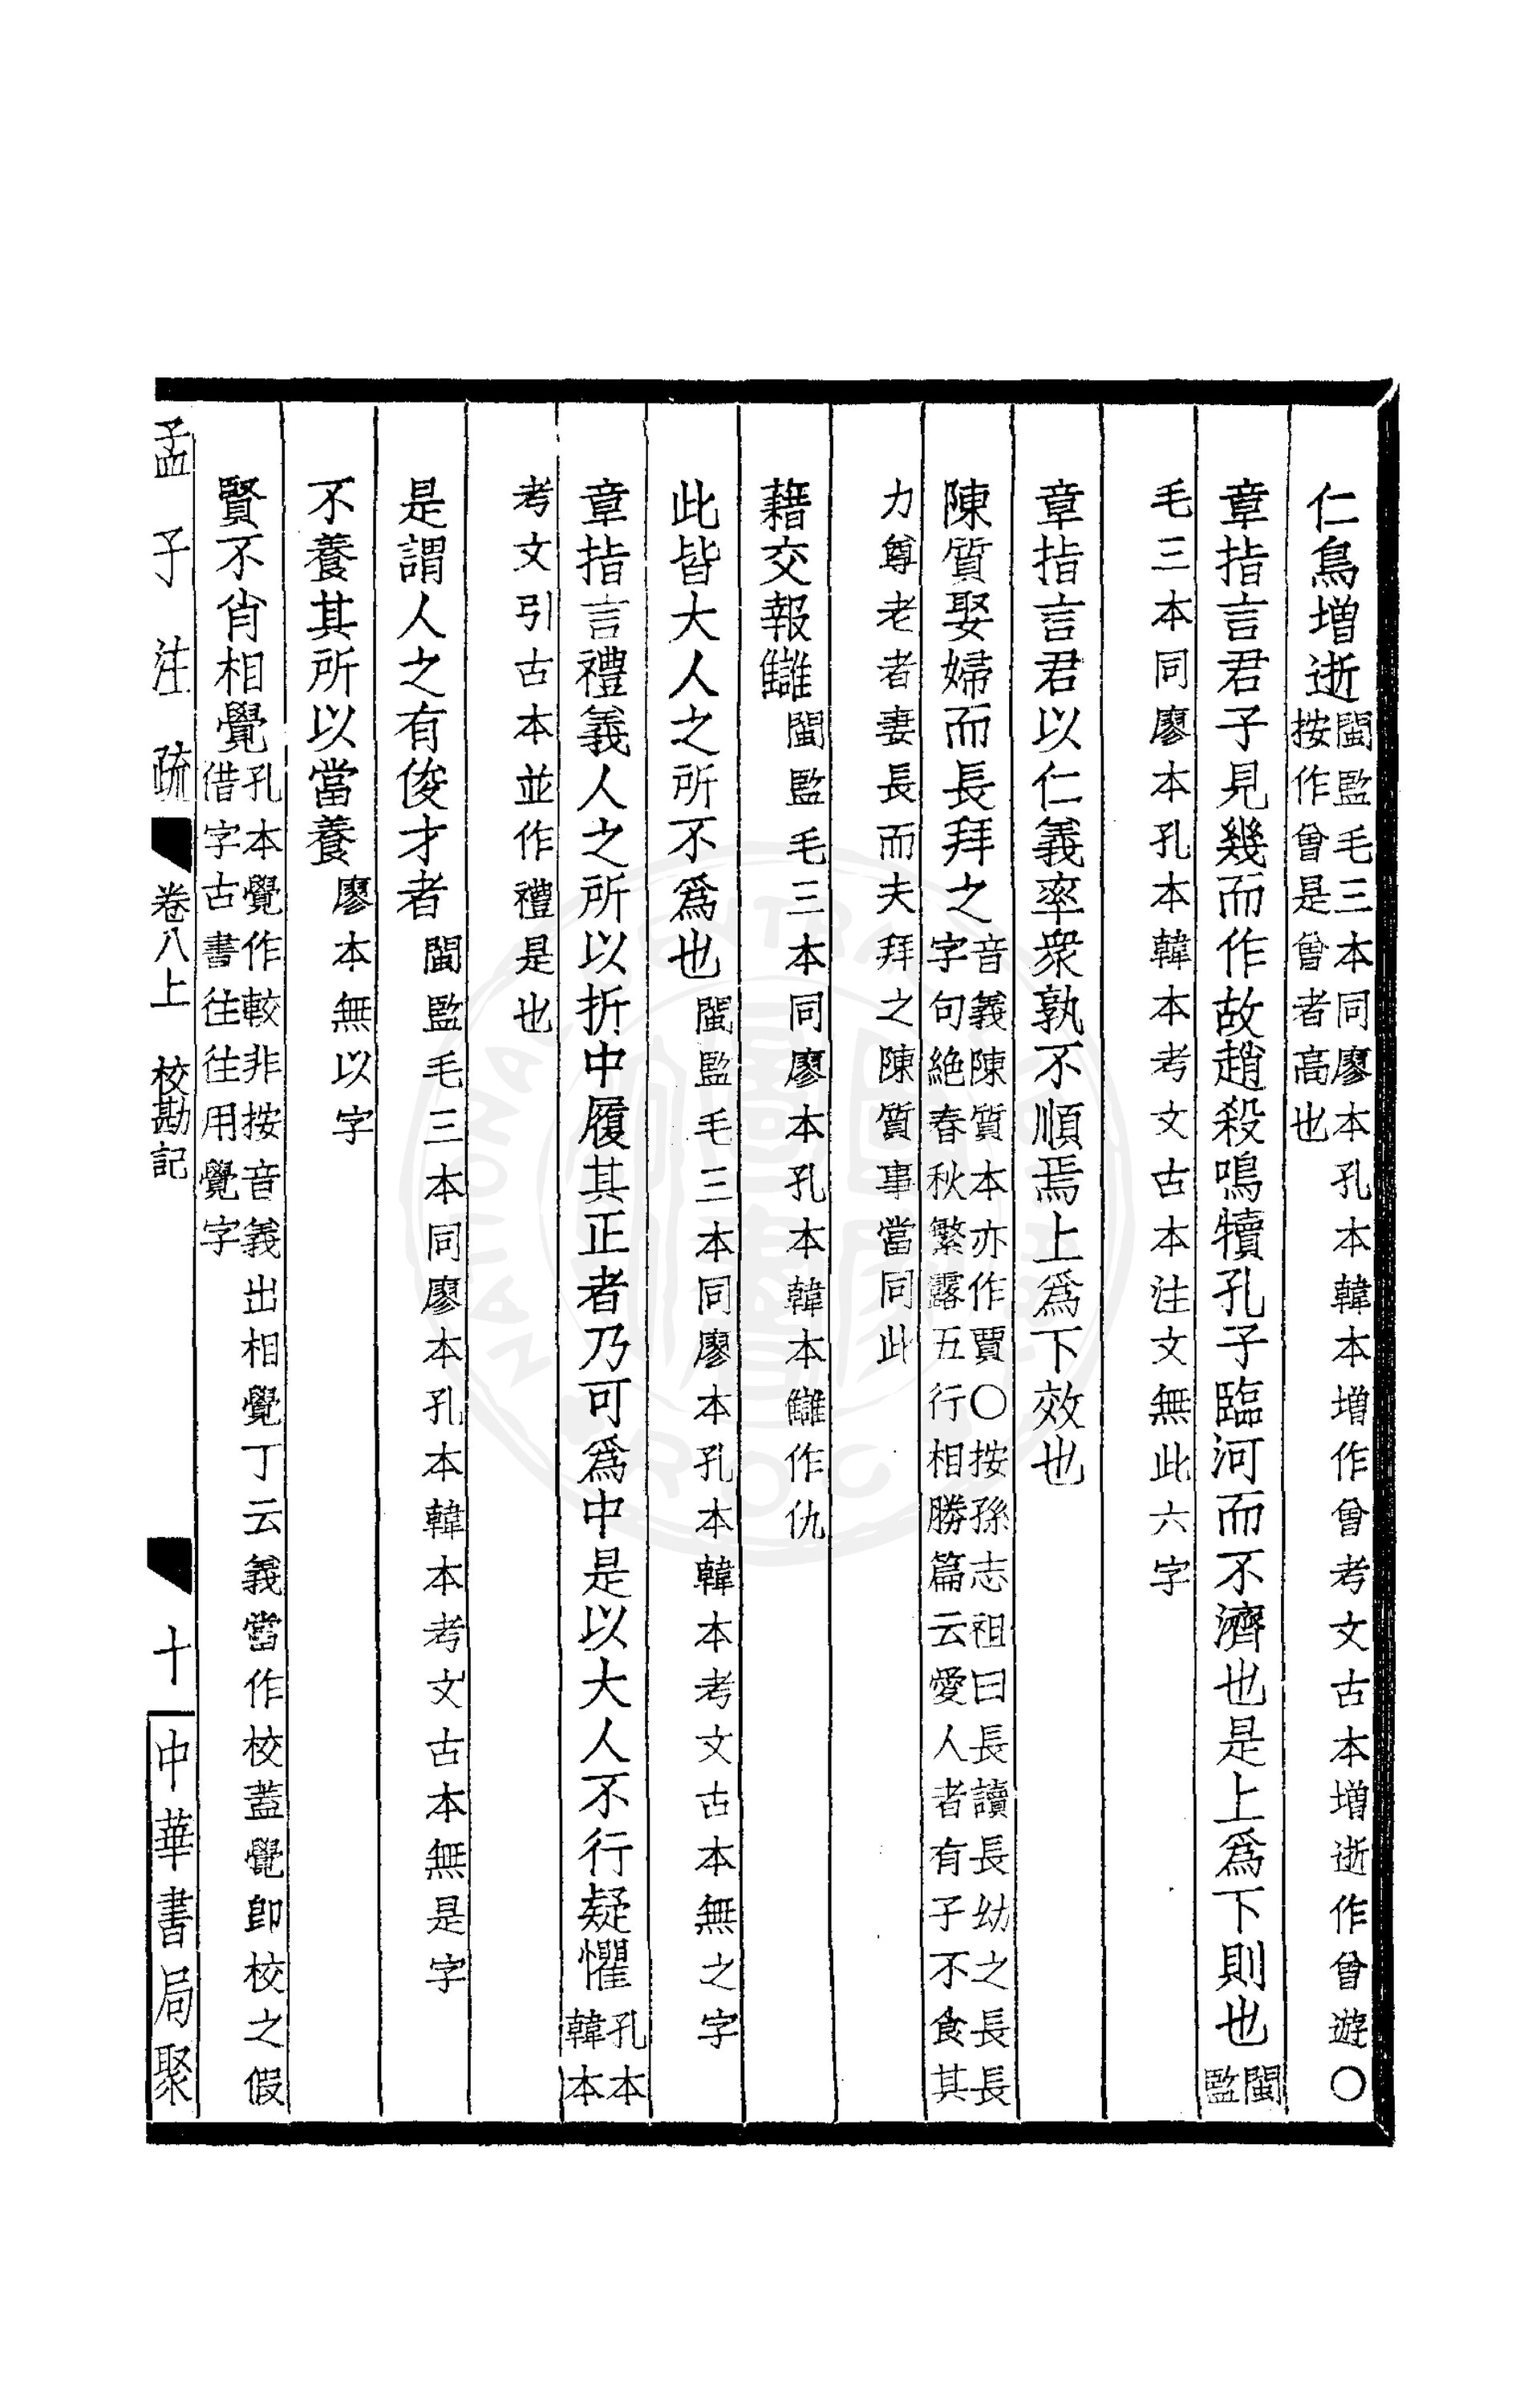 仁鳥增逝閩監毛三本同廖本孔本韓本增作曾考文古本增逝作曾遊〇
按作曾是曾者高也
章指言君子見幾而作故趙殺鳴犢孔子臨河而不濟也是上爲下則也閩監
毛三本同廖本孔本韓本考文古本注文無此六字
章指言君以仁義率衆孰不順焉上爲下效也
陳質娶婦而長拜之音義陳質本亦作賈〇按孫志祖曰長讀長幼之長長
字句絶春秋繁露五行相勝篇云愛人者有子不食其
力尊老者妻長而夫拜之陳質事當同此
藉交報讎閩監毛三本同廖本孔本韓本讎作仇
此皆大人之所不爲也閩監毛三本同廖本孔本韓本考文古本無之字
章指言禮義人之所以折中履其正者乃可爲中是以大人不行疑懼孔本
韓本
考文引古本並作禮是也
是謂人之有俊才者閩監毛三本同廖本孔本韓本考文古本無是字
不養其所以當養廖本無以字
賢不肖相覺孔本覺作較非按音義出相覺丁云義當作校蓋覺卽校之假
借字古書往往用覺字
孟子注疏 卷八上 校勘記 十一 中華書局聚
NATIONAL CENTRAL LIBRARY R.O.C.
國家圖書館